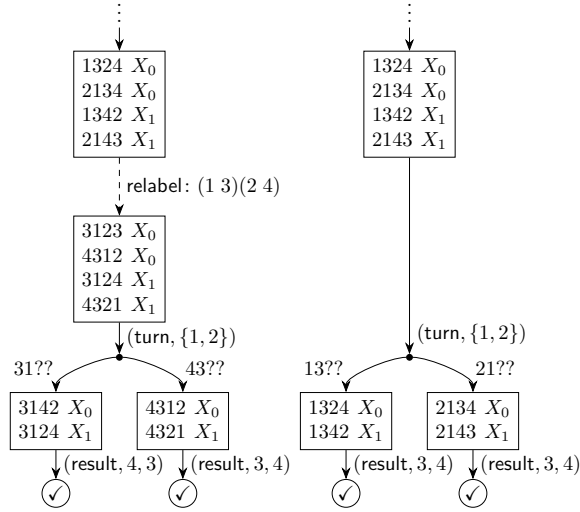 ⋮
1324 X₀
2134 X₀
1342 X₁
2143 X₁
relabel: (1 3)(2 4)
3123 X₀
4312 X₀
3124 X₁
4321 X₁
(turn, {1, 2})
31??
43??
3142 X₀
3124 X₁
4312 X₀
4321 X₁
(result, 4, 3)
(result, 3, 4)
✓
✓
⋮
1324 X₀
2134 X₀
1342 X₁
2143 X₁
(turn, {1, 2})
13??
21??
1324 X₀
1342 X₁
2134 X₀
2143 X₁
(result, 3, 4)
(result, 3, 4)
✓
✓